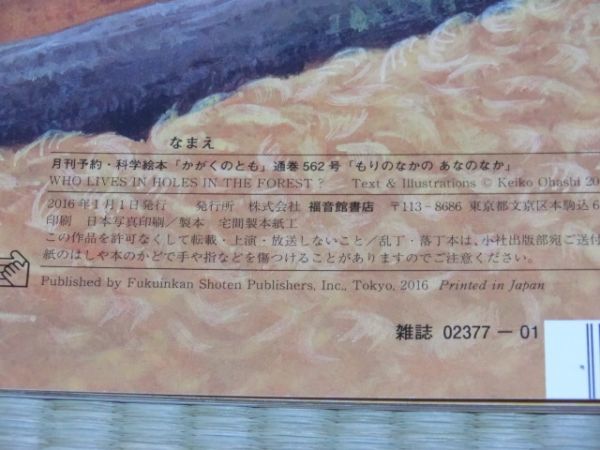 なまえ
月刊予約・科学絵本「かがくのとも」通巻562号「もりのなかの あなのなか」
WHO LIVES IN HOLES IN THE FOREST? Text & Illustrations © Keiko Ohashi 20
2016年1月1日発行 発行所 株式会社 福音館書店 〒113-8686 東京都文京区本駒込6
印刷 日本写真印刷／製本 宅間製本紙工
この作品を許可なくして転載・上演・放送しないこと／乱丁・落丁本は、小社出版部宛ご送付
紙のはしや本のかどで手や指などを傷つけることがありますのでご注意ください。
Published by Fukuinkan Shoten Publishers, Inc., Tokyo, 2016 Printed in Japan
雑誌 02377-01